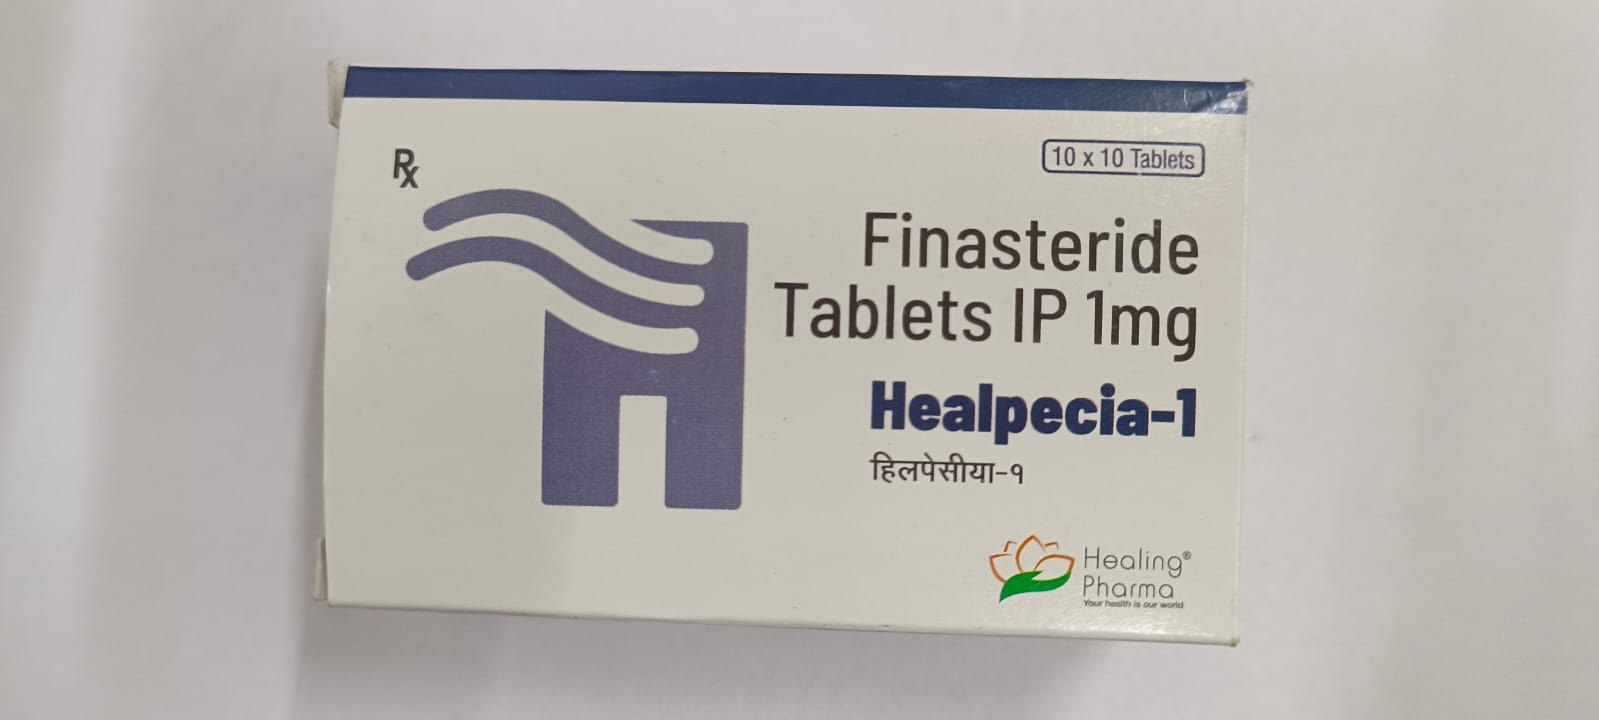 Rx
10 x 10 Tablets
Finasteride
Tablets IP 1mg
Healpecia-1
हिलपेसीया-१
Healing®
Pharma
Your health is our world